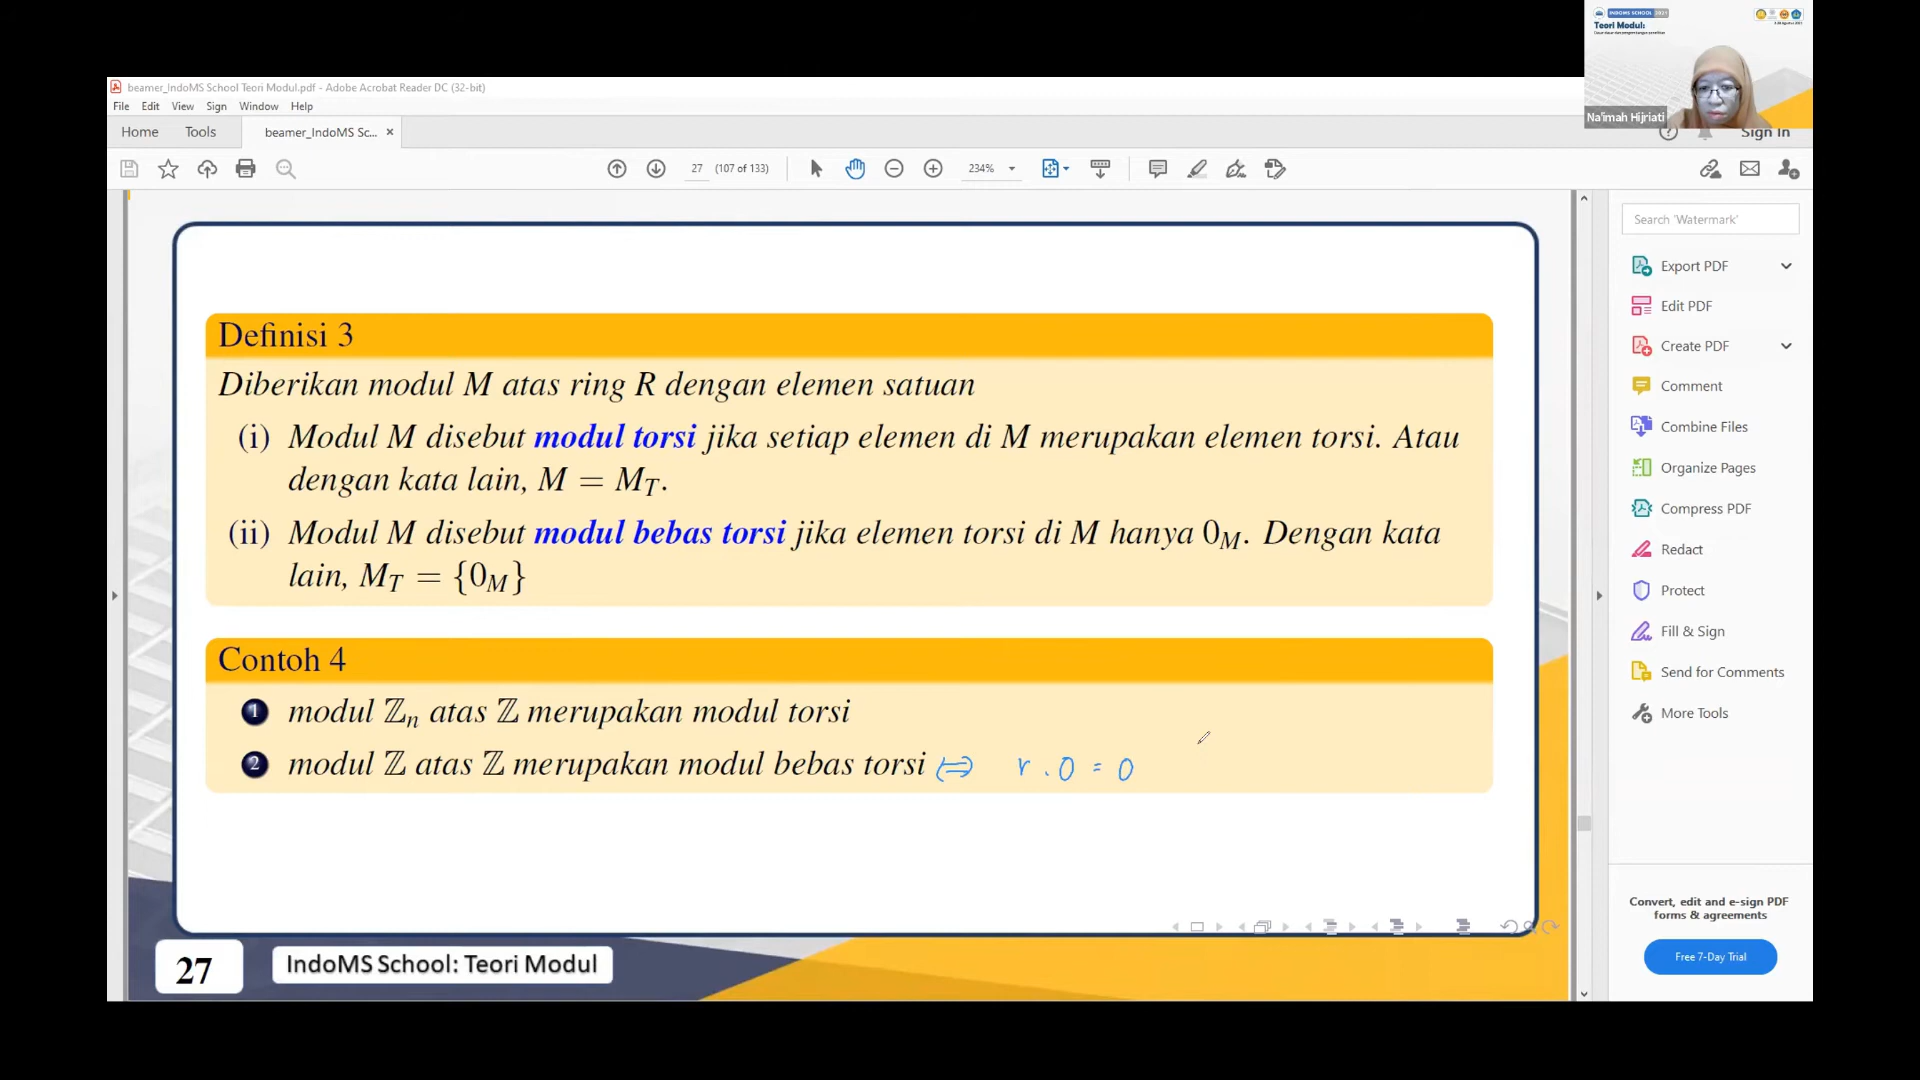 INDOMS SCHOOL 2021
Teori Modul:
Na'imah Hijriati
beamer_IndoMS School Teori Modul.pdf - Adobe Acrobat Reader DC (32-bit)
File Edit View Sign Window Help
Home Tools beamer_IndoMS Sc... ×
Sign In
27 (107 of 133) 234%
Search 'Watermark'
Export PDF
Edit PDF
Create PDF
Comment
Combine Files
Organize Pages
Compress PDF
Redact
Protect
Fill & Sign
Send for Comments
More Tools
Convert, edit and e-sign PDF
forms & agreements
Free 7-Day Trial
Definisi 3
Diberikan modul M atas ring R dengan elemen satuan
(i) Modul M disebut modul torsi jika setiap elemen di M merupakan elemen torsi. Atau
dengan kata lain, M = M_T.
(ii) Modul M disebut modul bebas torsi jika elemen torsi di M hanya 0_M. Dengan kata
lain, M_T = {0_M}
Contoh 4
1 modul ℤ_n atas ℤ merupakan modul torsi
2 modul ℤ atas ℤ merupakan modul bebas torsi ⇔ r . 0 = 0
27 IndoMS School: Teori Modul